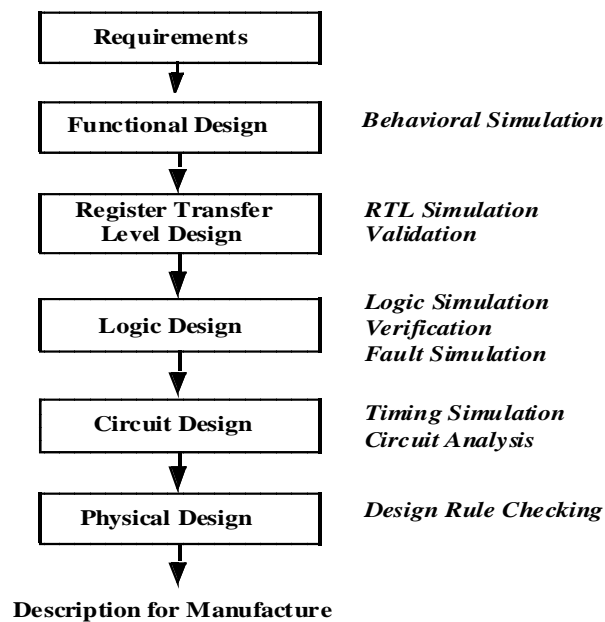 Requirements
Functional Design
Behavioral Simulation
Register Transfer
Level Design
RTL Simulation
Validation
Logic Design
Logic Simulation
Verification
Fault Simulation
Circuit Design
Timing Simulation
Circuit Analysis
Physical Design
Design Rule Checking
Description for Manufacture